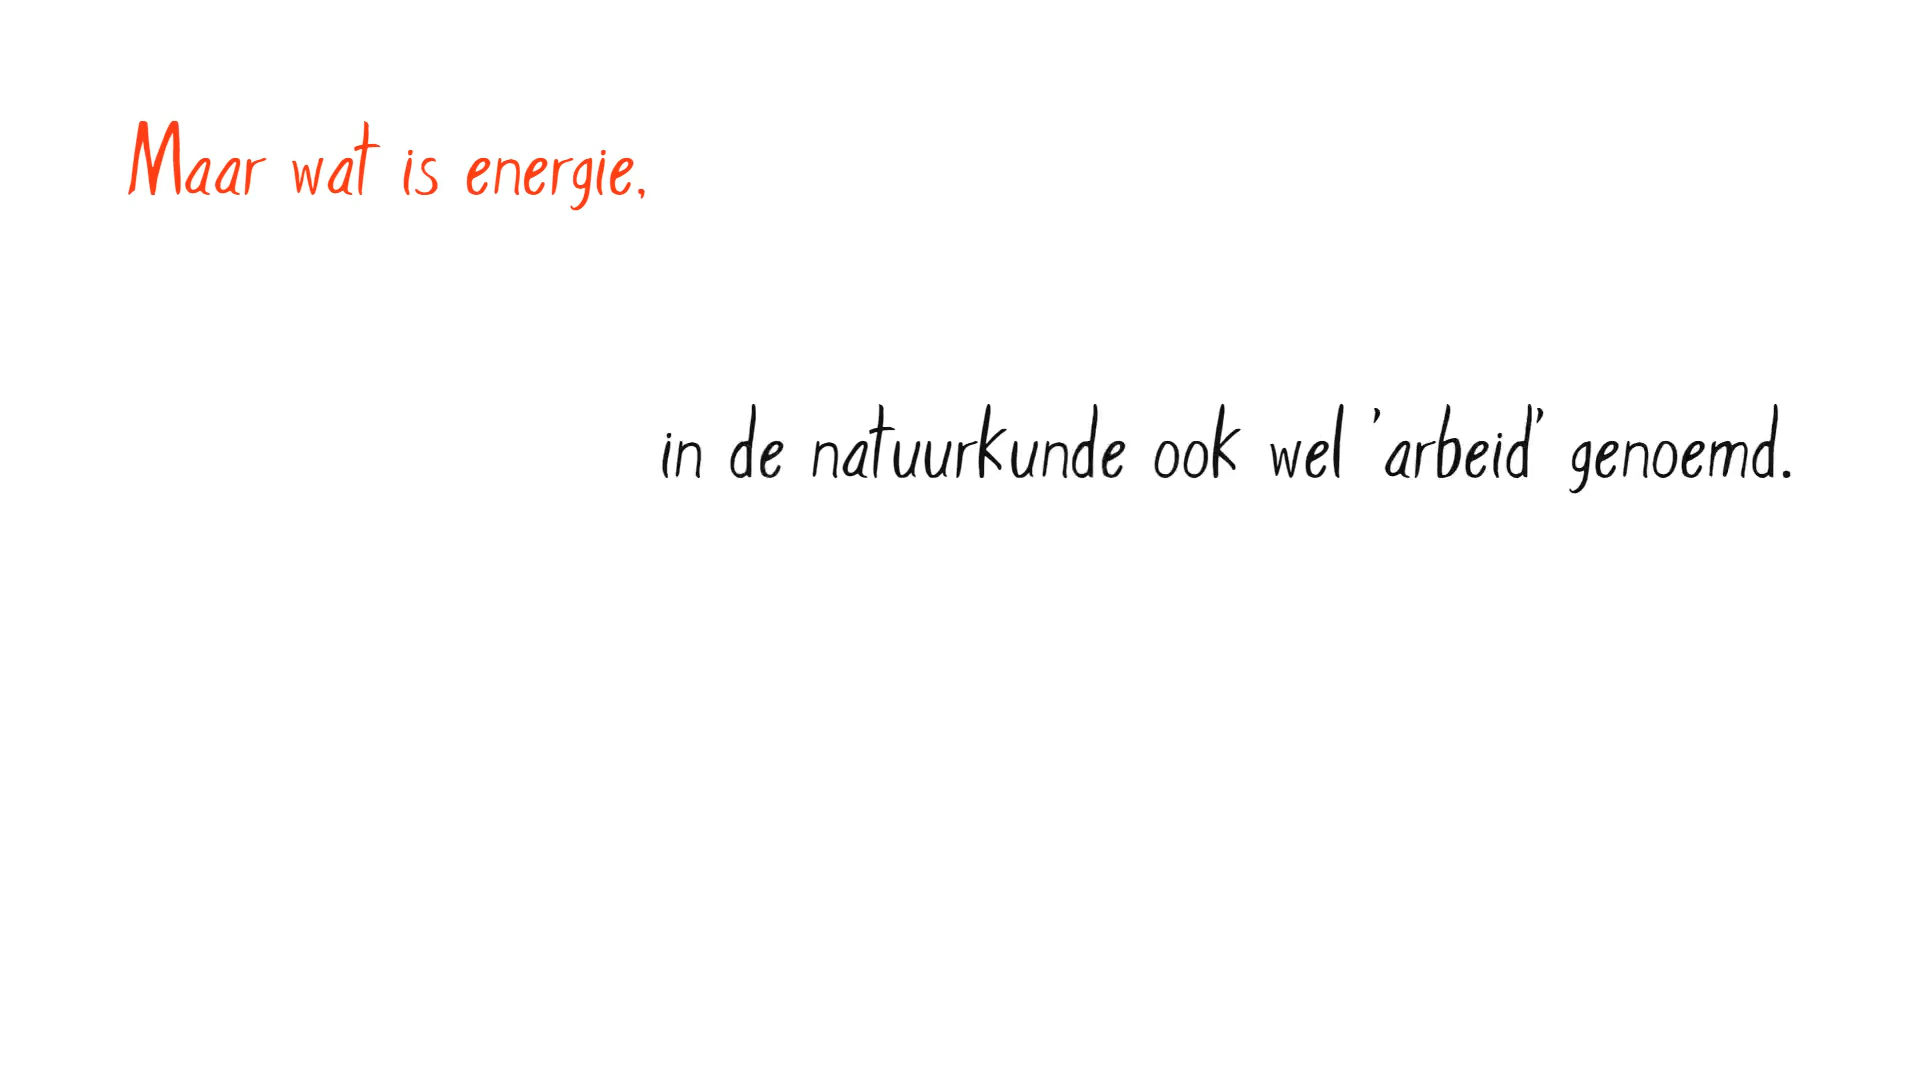 Maar wat is energie,
in de natuurkunde ook wel 'arbeid' genoemd.